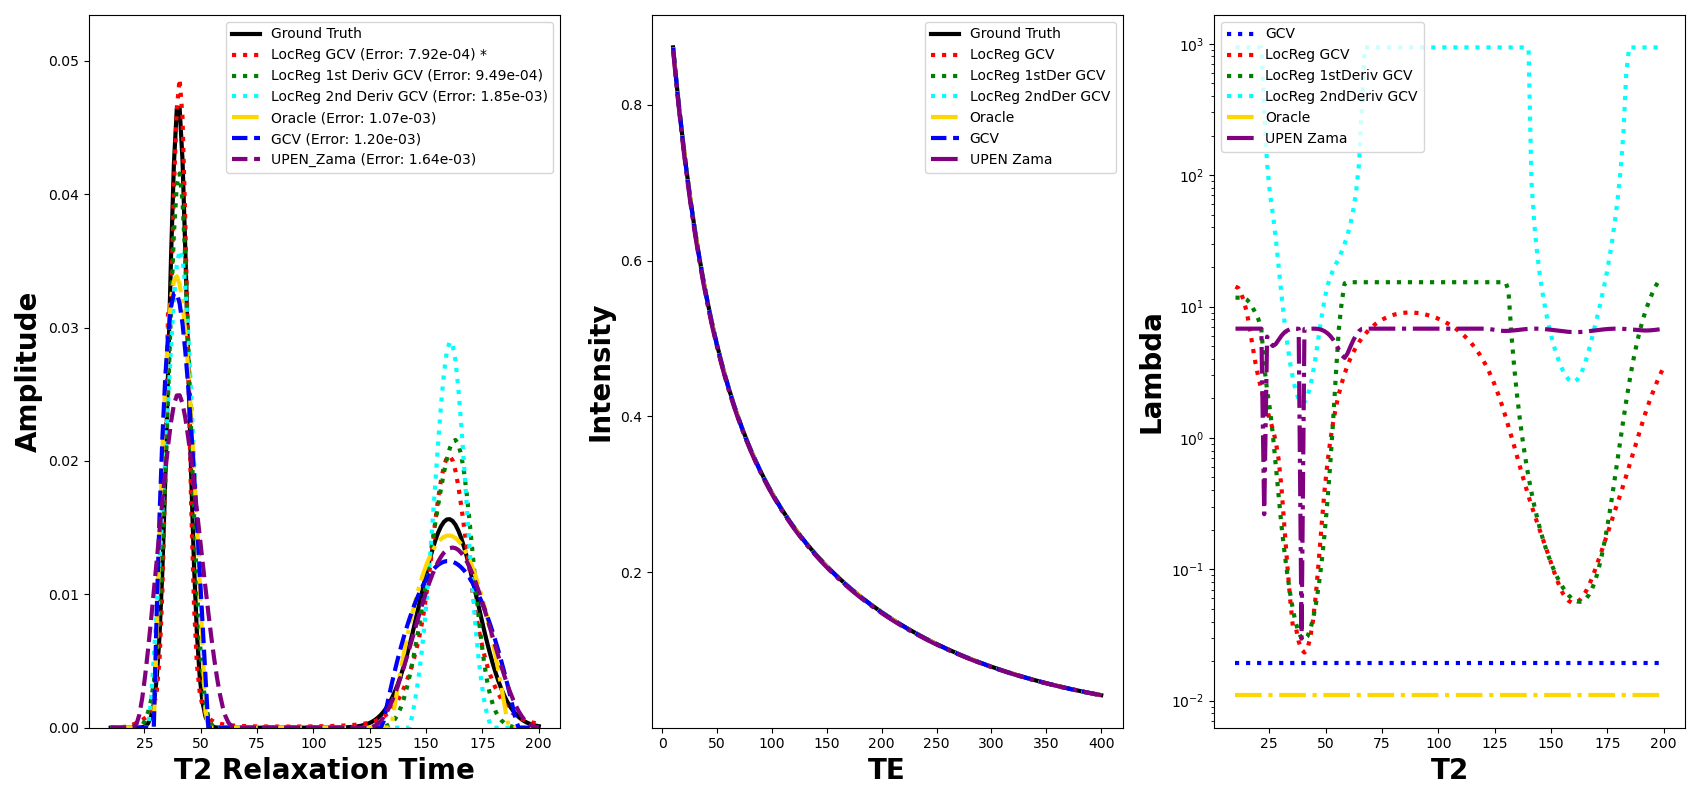 Ground Truth
LocReg GCV (Error: 7.92e-04) *
LocReg 1st Deriv GCV (Error: 9.49e-04)
LocReg 2nd Deriv GCV (Error: 1.85e-03)
Oracle (Error: 1.07e-03)
GCV (Error: 1.20e-03)
UPEN_Zama (Error: 1.64e-03)
0.05
0.04
0.03
0.02
0.01
0.00
Amplitude
25 50 75 100 125 150 175 200
T2 Relaxation Time
Ground Truth
LocReg GCV
LocReg 1stDer GCV
LocReg 2ndDer GCV
Oracle
GCV
UPEN Zama
0.8
0.6
0.4
0.2
Intensity
0 50 100 150 200 250 300 350 400
TE
GCV
LocReg GCV
LocReg 1stDeriv GCV
LocReg 2ndDeriv GCV
Oracle
UPEN Zama
10³
10²
10¹
10⁰
10⁻¹
10⁻²
Lambda
25 50 75 100 125 150 175 200
T2